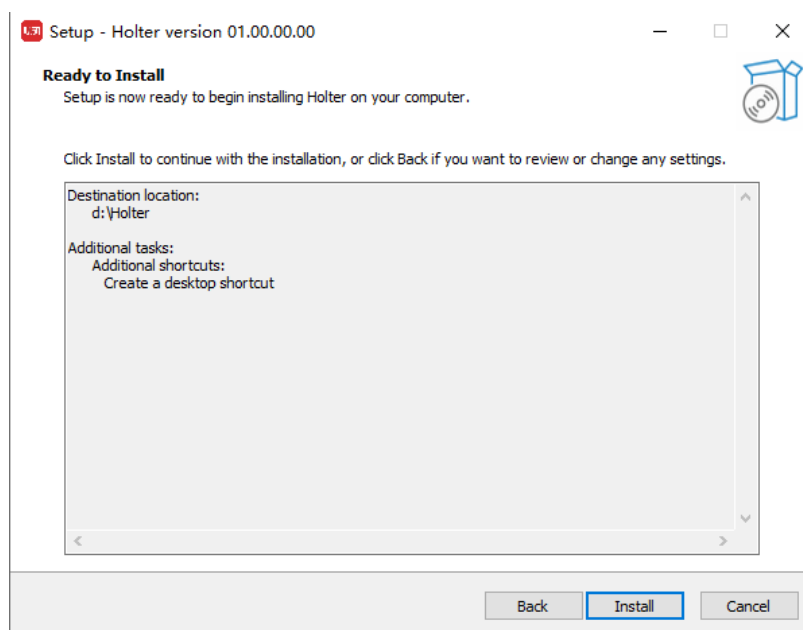 Setup - Holter version 01.00.00.00
Ready to Install
Setup is now ready to begin installing Holter on your computer.
Click Install to continue with the installation, or click Back if you want to review or change any settings.
Destination location:
d:\Holter
Additional tasks:
Additional shortcuts:
Create a desktop shortcut
Back
Install
Cancel